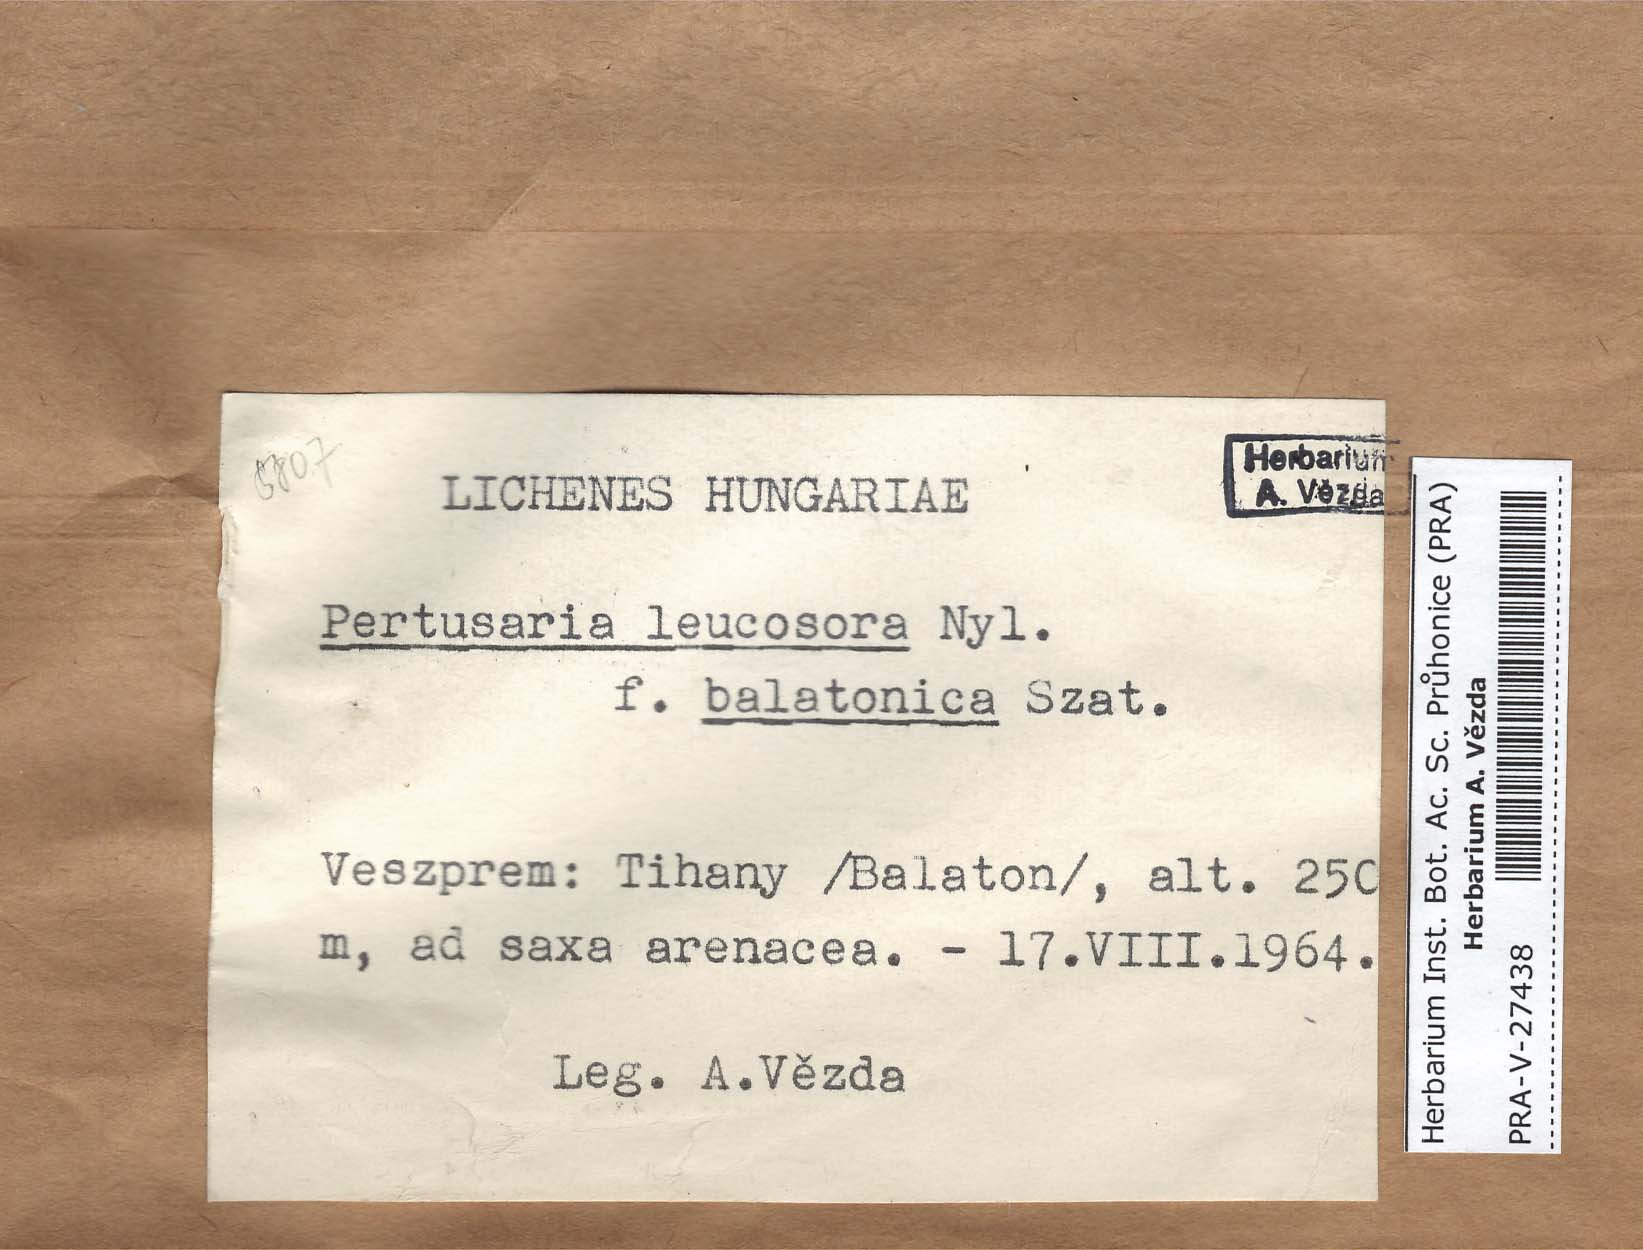 5807
LICHENES HUNGARIAE
Herbarium
A. Vězda
Pertusaria leucosora Nyl.
f. balatonica Szat.
Veszprem: Tihany /Balaton/, alt. 250
m, ad saxa arenacea. - 17.VIII.1964.
Leg. A.Vězda
Herbarium Inst. Bot. Ac. Sc. Průhonice (PRA)
Herbarium A. Vězda
PRA-V-27438